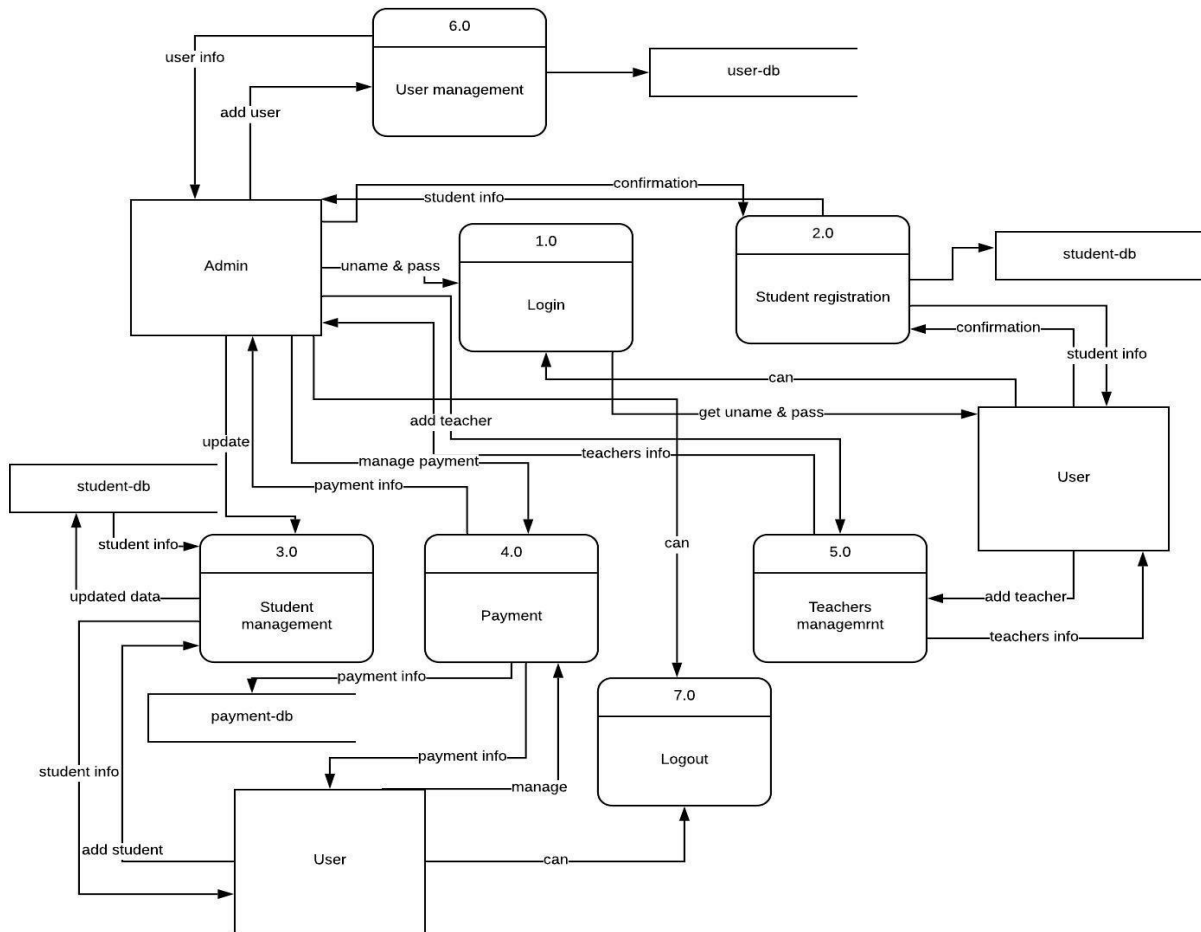 6.0
user info
user-db
User management
add user
confirmation
student info
2.0
1.0
student-db
Admin
uname & pass
Student registration
Login
confirmation
student info
can
get uname & pass
add teacher
update
teachers info
manage payment
User
student-db
payment info
student info
can
3.0
4.0
5.0
updated data
add teacher
Student
management
Payment
Teachers
managemrnt
teachers info
payment info
7.0
payment-db
payment info
Logout
student info
manage
add student
User
can